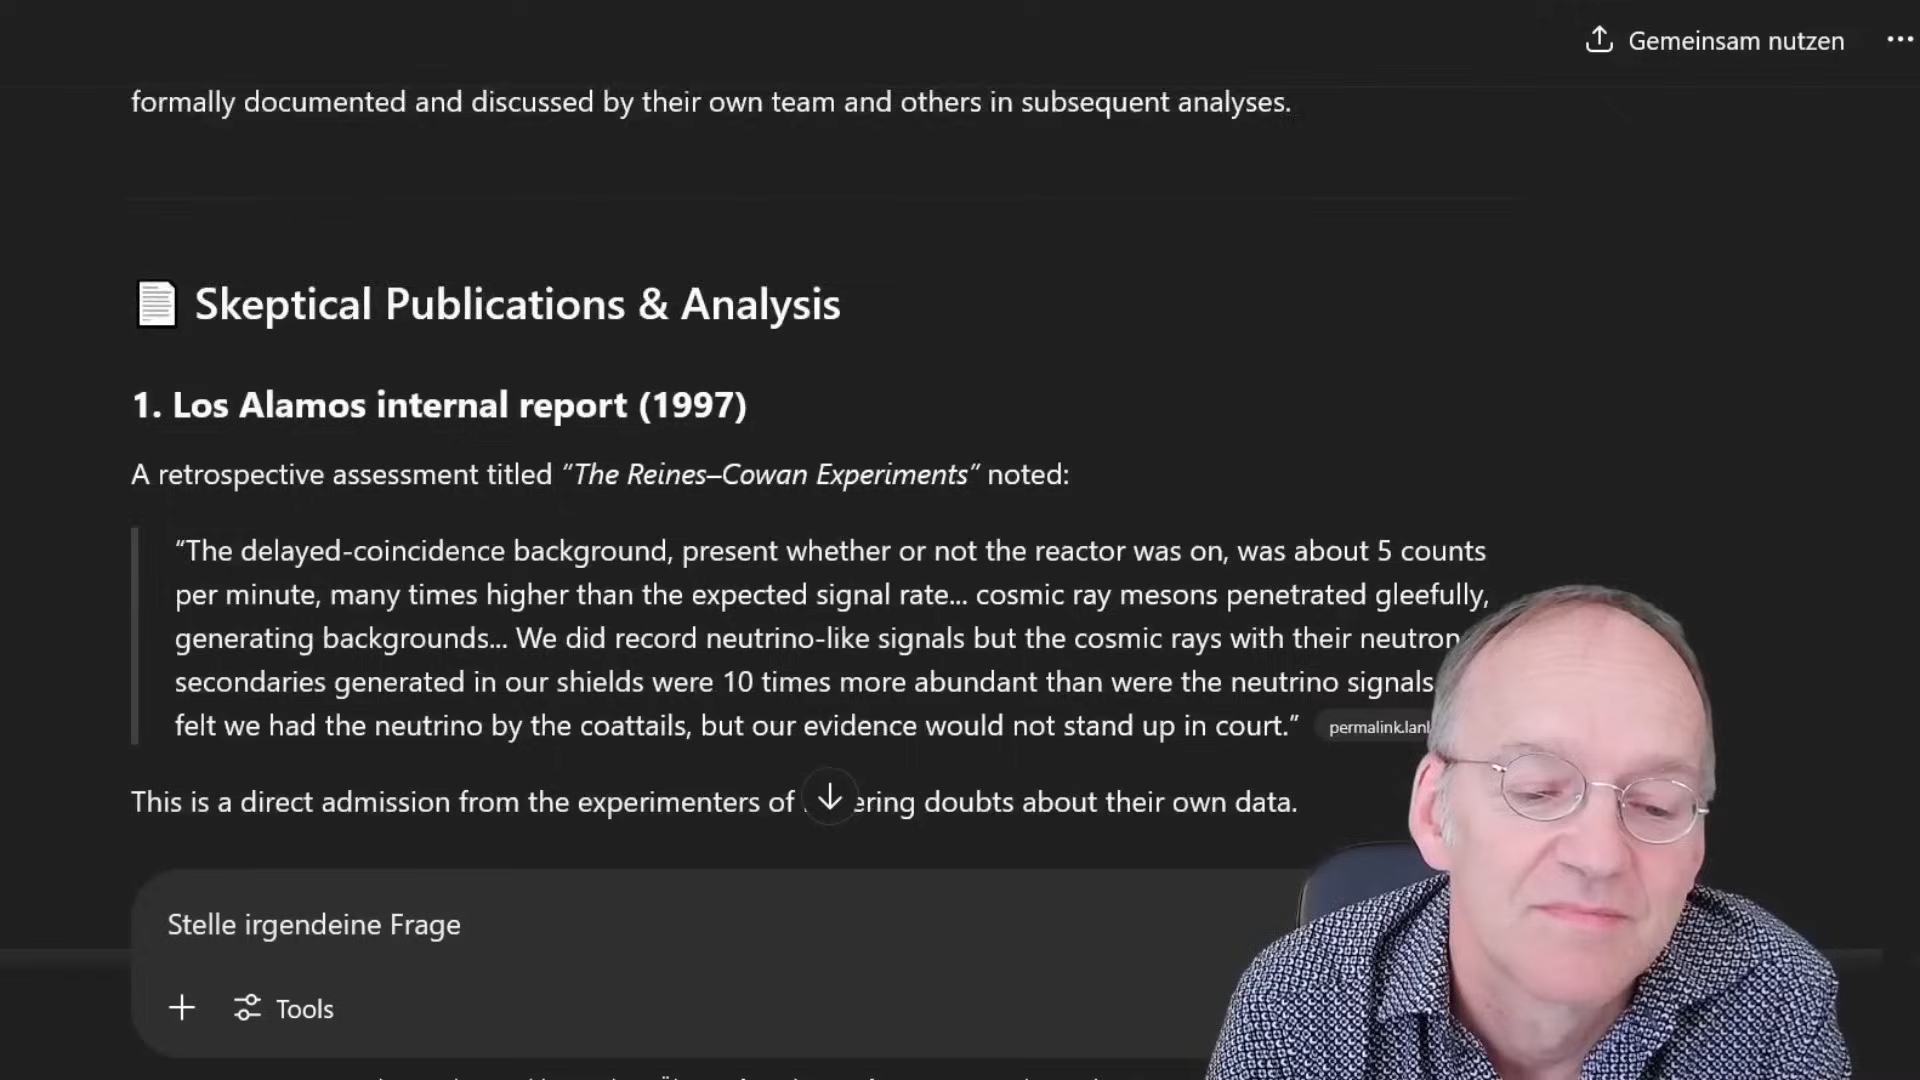 Gemeinsam nutzen
formally documented and discussed by their own team and others in subsequent analyses.
Skeptical Publications & Analysis
1. Los Alamos internal report (1997)
A retrospective assessment titled “The Reines–Cowan Experiments” noted:
“The delayed-coincidence background, present whether or not the reactor was on, was about 5 counts
per minute, many times higher than the expected signal rate... cosmic ray mesons penetrated gleefully,
generating backgrounds... We did record neutrino-like signals but the cosmic rays with their neutron
secondaries generated in our shields were 10 times more abundant than were the neutrino signals.
felt we had the neutrino by the coattails, but our evidence would not stand up in court.” permalink.lanl
This is a direct admission from the experimenters of doubts about their own data.
Stelle irgendeine Frage
Tools